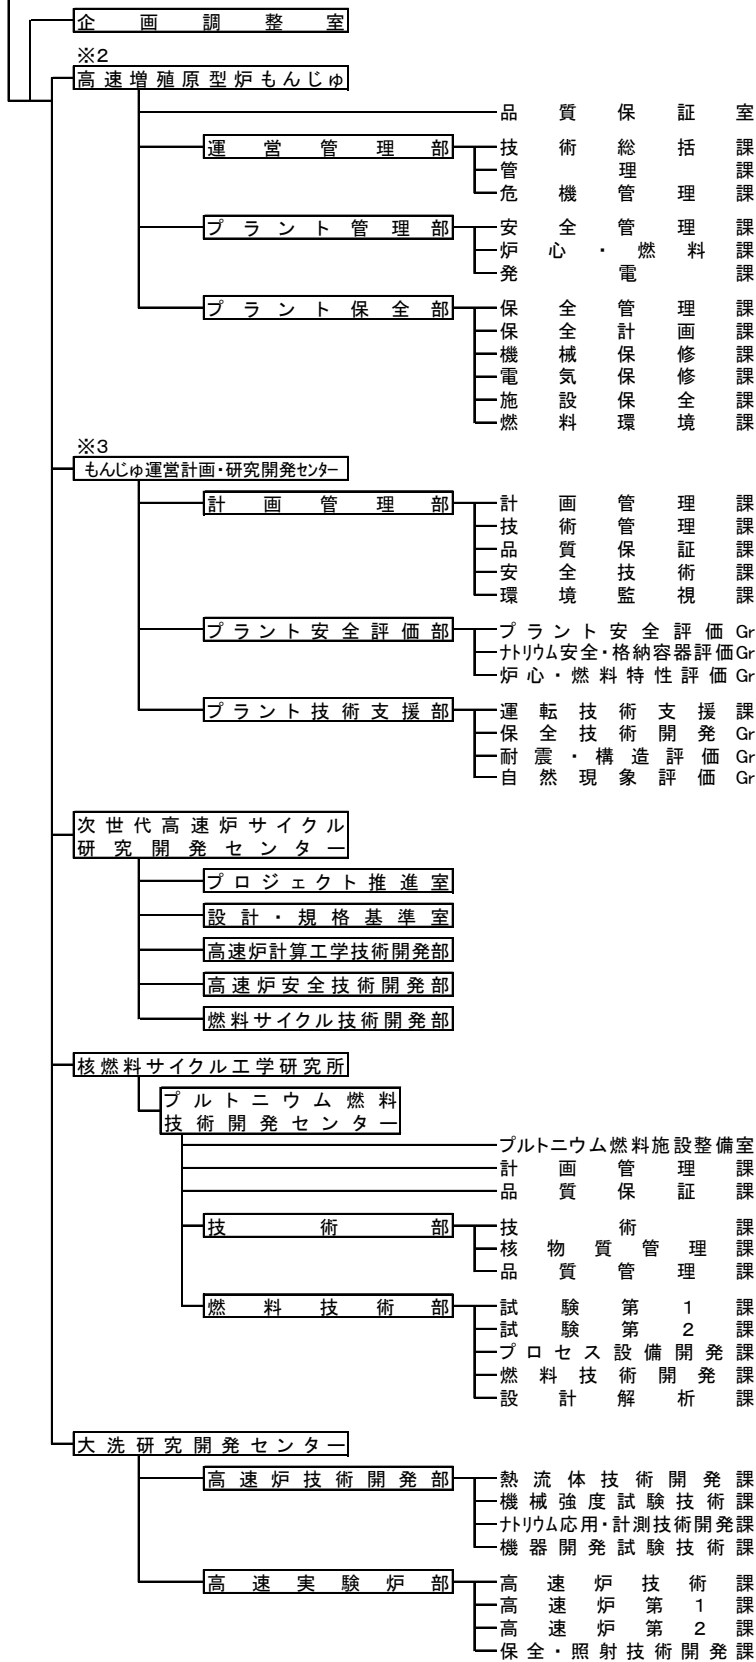 企画調整室
※2
高速増殖原型炉もんじゅ
品質保証室
運営管理部
技術総括課
管理課
危機管理課
プラント管理部
安全管理課
炉心・燃料課
発電課
プラント保全部
保全管理課
保全計画課
機械保修課
電気保修課
施設保全課
燃料環境課
※3
もんじゅ運営計画・研究開発センター
計画管理部
計画管理課
技術管理課
品質保証課
安全技術課
環境監視課
プラント安全評価部
プラント安全評価Gr
ナトリウム安全・格納容器評価Gr
炉心・燃料特性評価Gr
プラント技術支援部
運転技術支援課
保全技術開発Gr
耐震・構造評価Gr
自然現象評価Gr
次世代高速炉サイクル
研究開発センター
プロジェクト推進室
設計・規格基準室
高速炉計算工学技術開発部
高速炉安全技術開発部
燃料サイクル技術開発部
核燃料サイクル工学研究所
プルトニウム燃料
技術開発センター
プルトニウム燃料施設整備室
計画管理課
品質保証課
技術部
技術課
核物質管理課
品質管理課
燃料技術部
試験第1課
試験第2課
プロセス設備開発課
燃料技術開発課
設計解析課
大洗研究開発センター
高速炉技術開発部
熱流体技術開発課
機械強度試験技術課
ナトリウム応用・計測技術開発課
機器開発試験技術課
高速実験炉部
高速炉技術課
高速炉第1課
高速炉第2課
保全・照射技術開発課